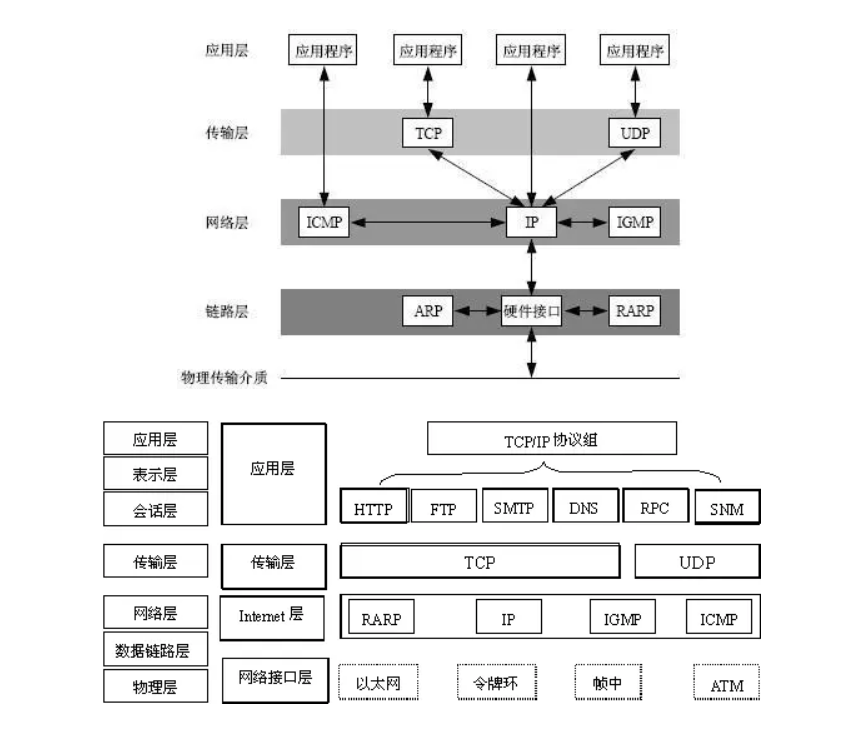 应用层 应用程序 应用程序 应用程序 应用程序
传输层 TCP UDP
网络层 ICMP IP IGMP
链路层 ARP 硬件接口 RARP
物理传输介质
应用层 应用层 TCP/IP 协议组
表示层
会话层 HTTP FTP SMTP DNS RPC SNM
传输层 传输层 TCP UDP
网络层 Internet 层 RARP IP IGMP ICMP
数据链路层
物理层 网络接口层 以太网 令牌环 帧中 ATM